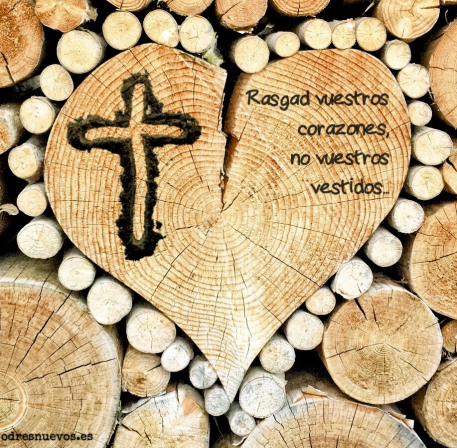 Rasgad vuestros
corazones,
no vuestros
vestidos...
odresnuevos.es